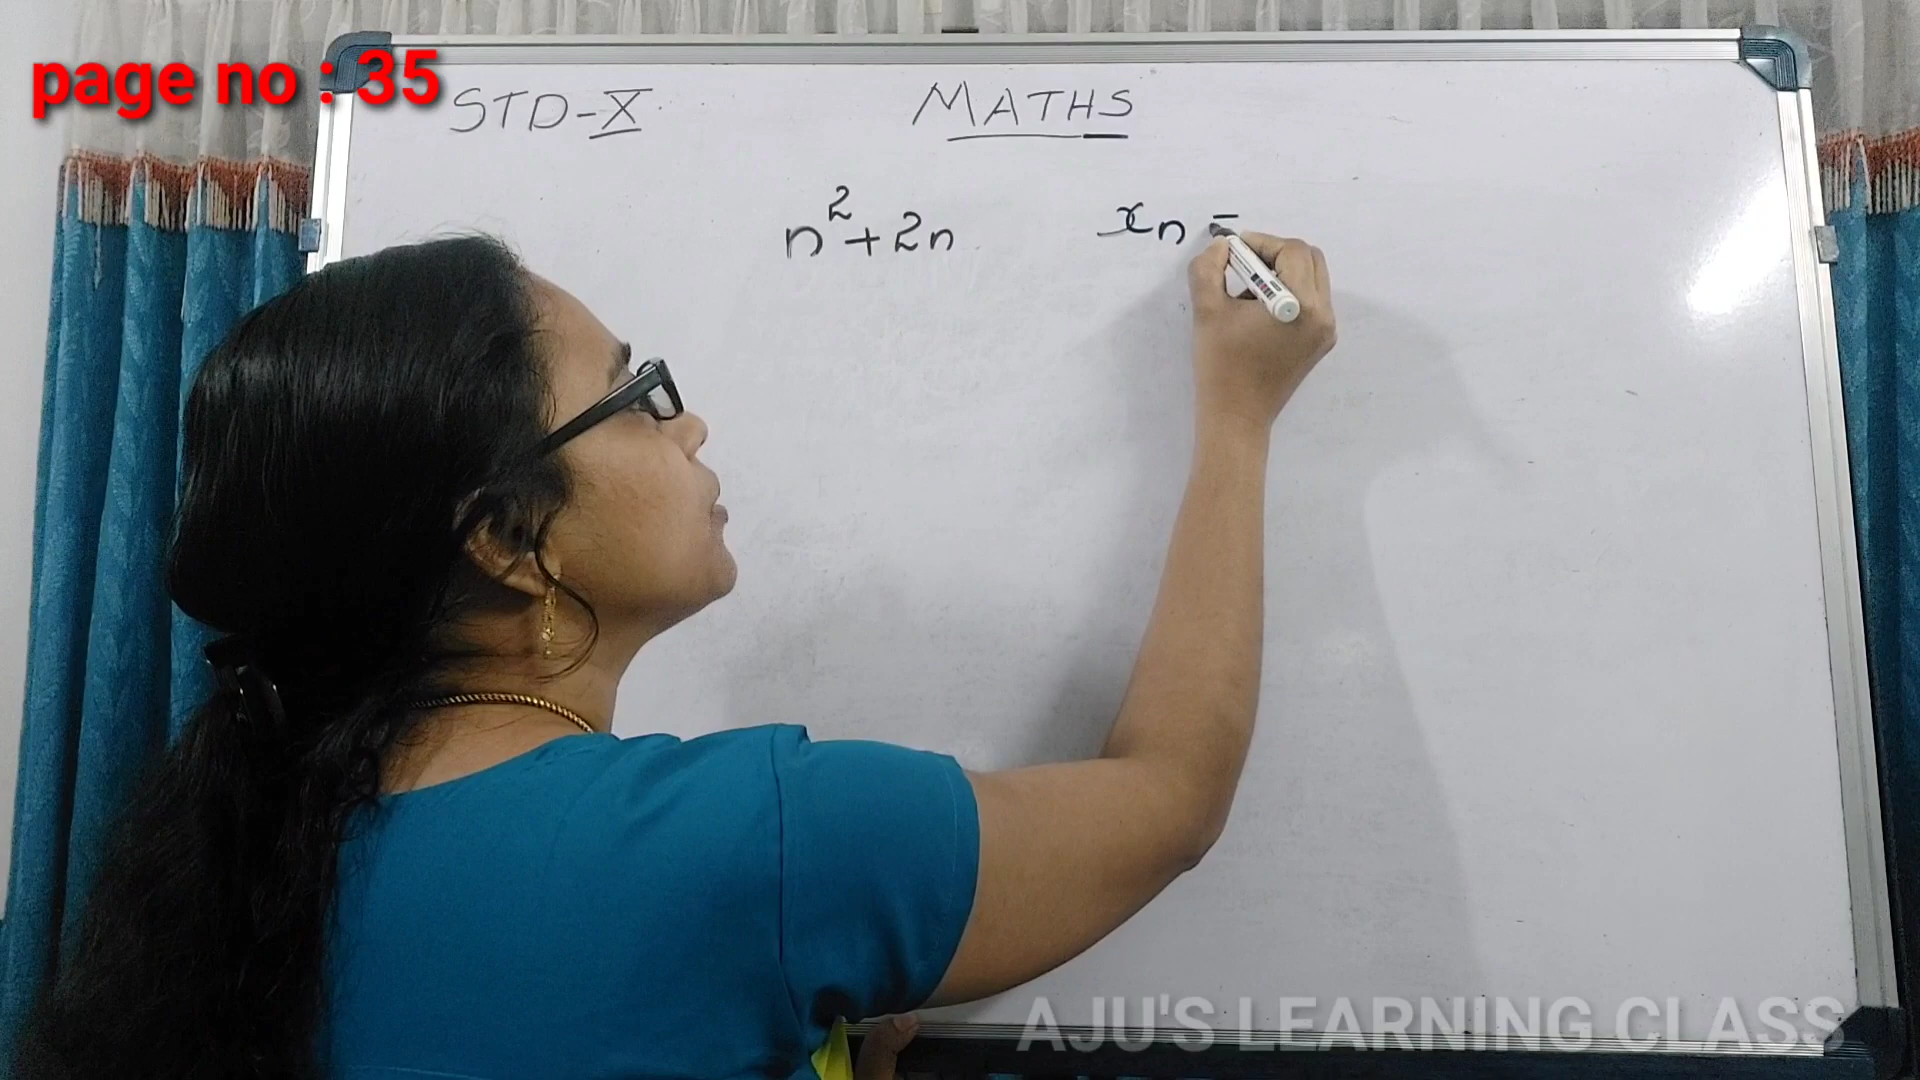 page no : 35
STD-X MATHS
n²+2n xn =
AJU'S LEARNING CLASS